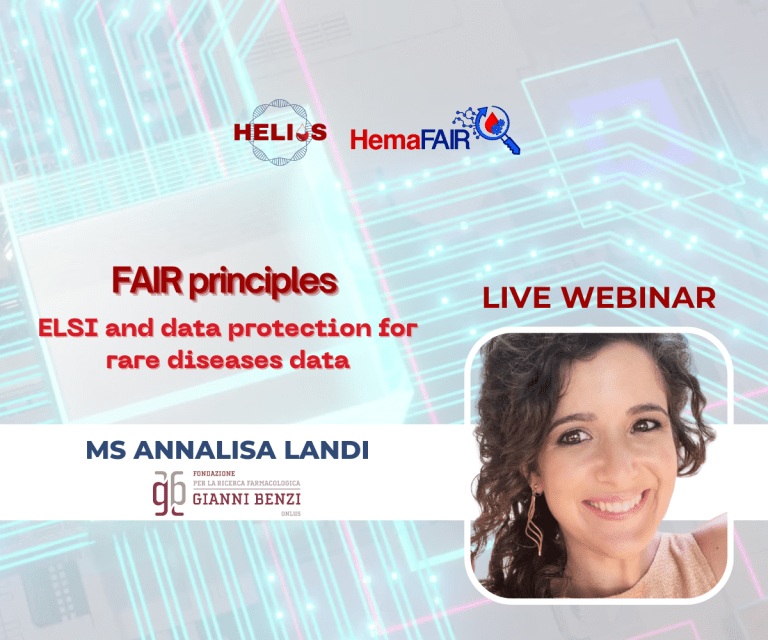 HELIOS
HemaFAIR
FAIR principles
ELSI and data protection for
rare diseases data
LIVE WEBINAR
MS ANNALISA LANDI
gb
FONDAZIONE
PER LA RICERCA FARMACOLOGICA
GIANNI BENZI
ONLUS